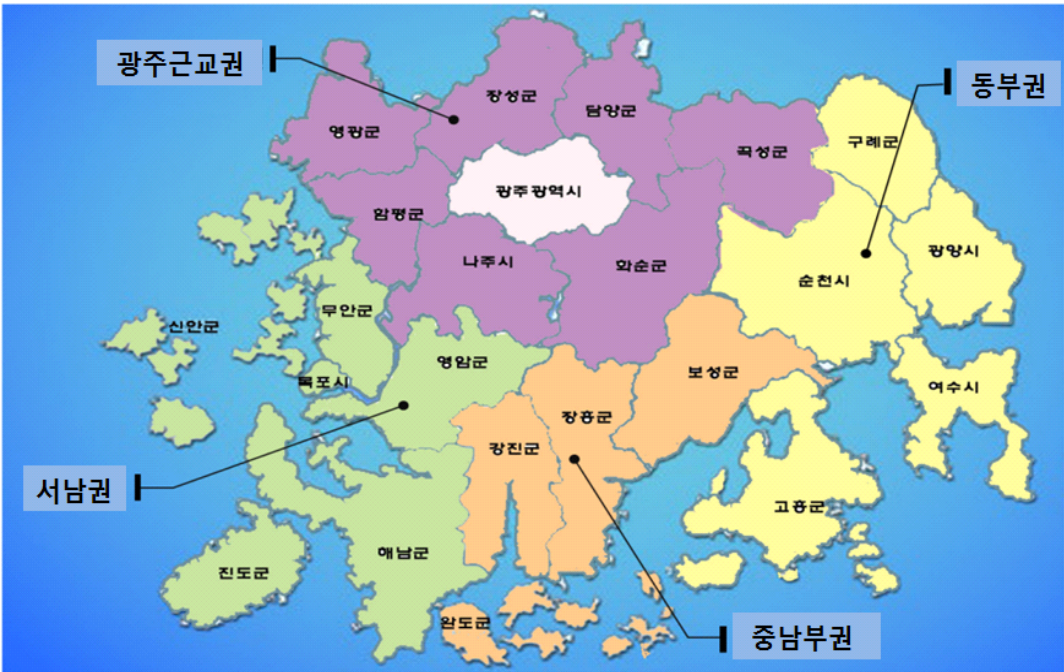 광주근교권
동부권
장성군
담양군
영광군
구례군
곡성군
광주광역시
함평군
나주시
화순군
광양시
순천시
무안군
신안군
영암군
보성군
목포시
여수시
장흥군
강진군
서남권
고흥군
해남군
진도군
완도군
중남부권